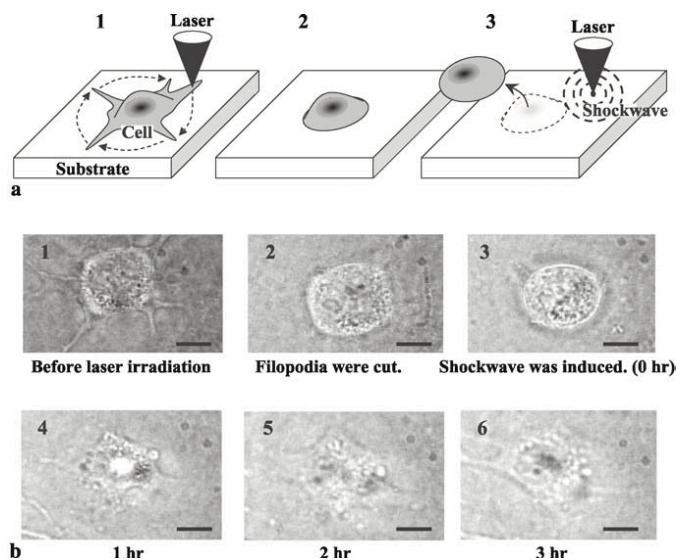 1
Laser
2
3
Laser
Cell
Shockwave
Substrate
a
1
2
3
Before laser irradiation
Filopodia were cut.
Shockwave was induced. (0 hr)
4
5
6
b
1 hr
2 hr
3 hr